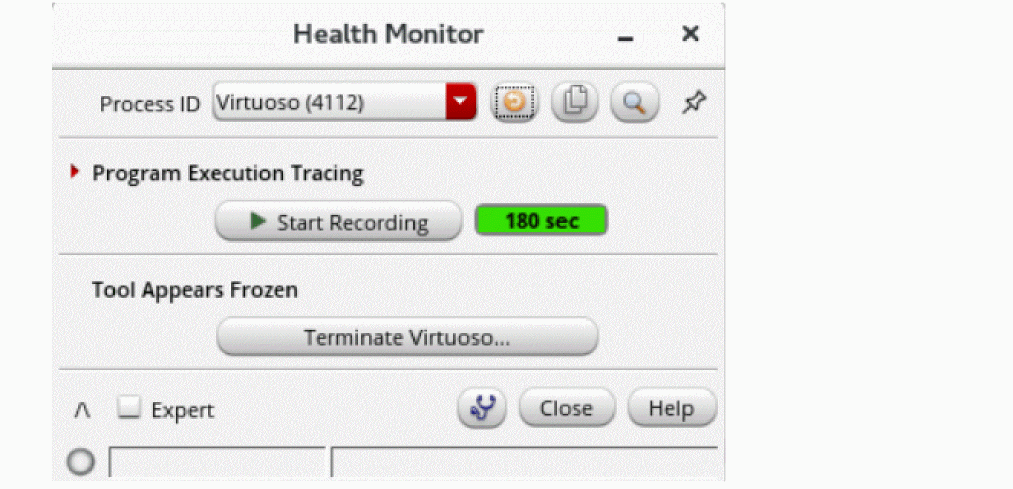 Health Monitor
Process ID Virtuoso (4112)
Program Execution Tracing
Start Recording 180 sec
Tool Appears Frozen
Terminate Virtuoso...
Expert Close Help